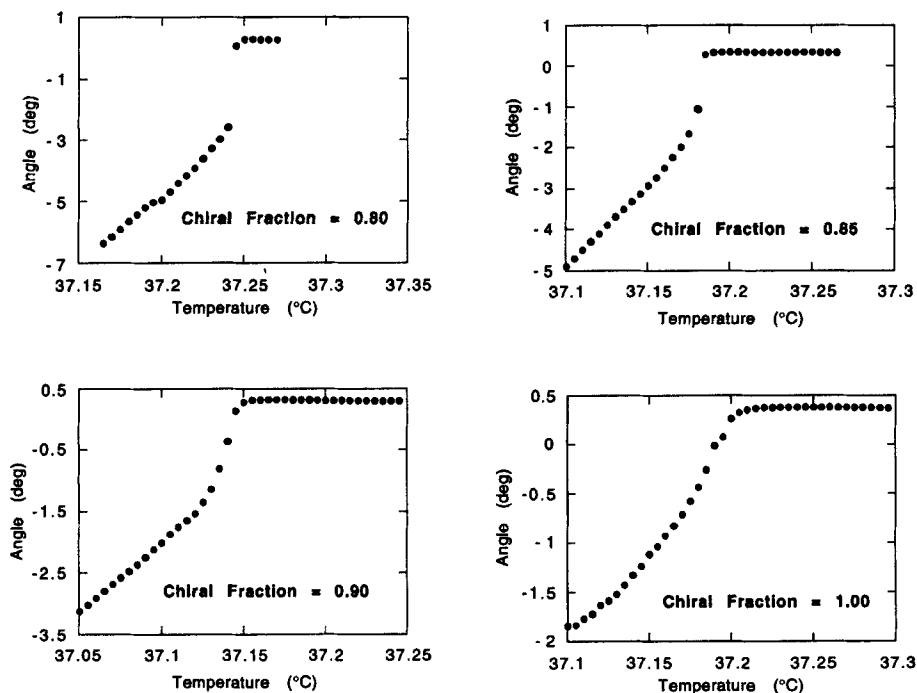 1
- 1
- 3
- 5
- 7
Angle (deg)
Chiral Fraction = 0.80
37.15 37.2 37.25 37.3 37.35
Temperature (°C)
1
0
- 1
- 2
- 3
- 4
- 5
Angle (deg)
Chiral Fraction = 0.85
37.1 37.15 37.2 37.25 37.3
Temperature (°C)
0.5
-0.5
-1.5
-2.5
-3.5
Angle (deg)
Chiral Fraction = 0.90
37.05 37.1 37.15 37.2 37.25
Temperature (°C)
0.5
0
-0.5
- 1
-1.5
- 2
Angle (deg)
Chiral Fraction = 1.00
37.1 37.15 37.2 37.25 37.3
Temperature (°C)